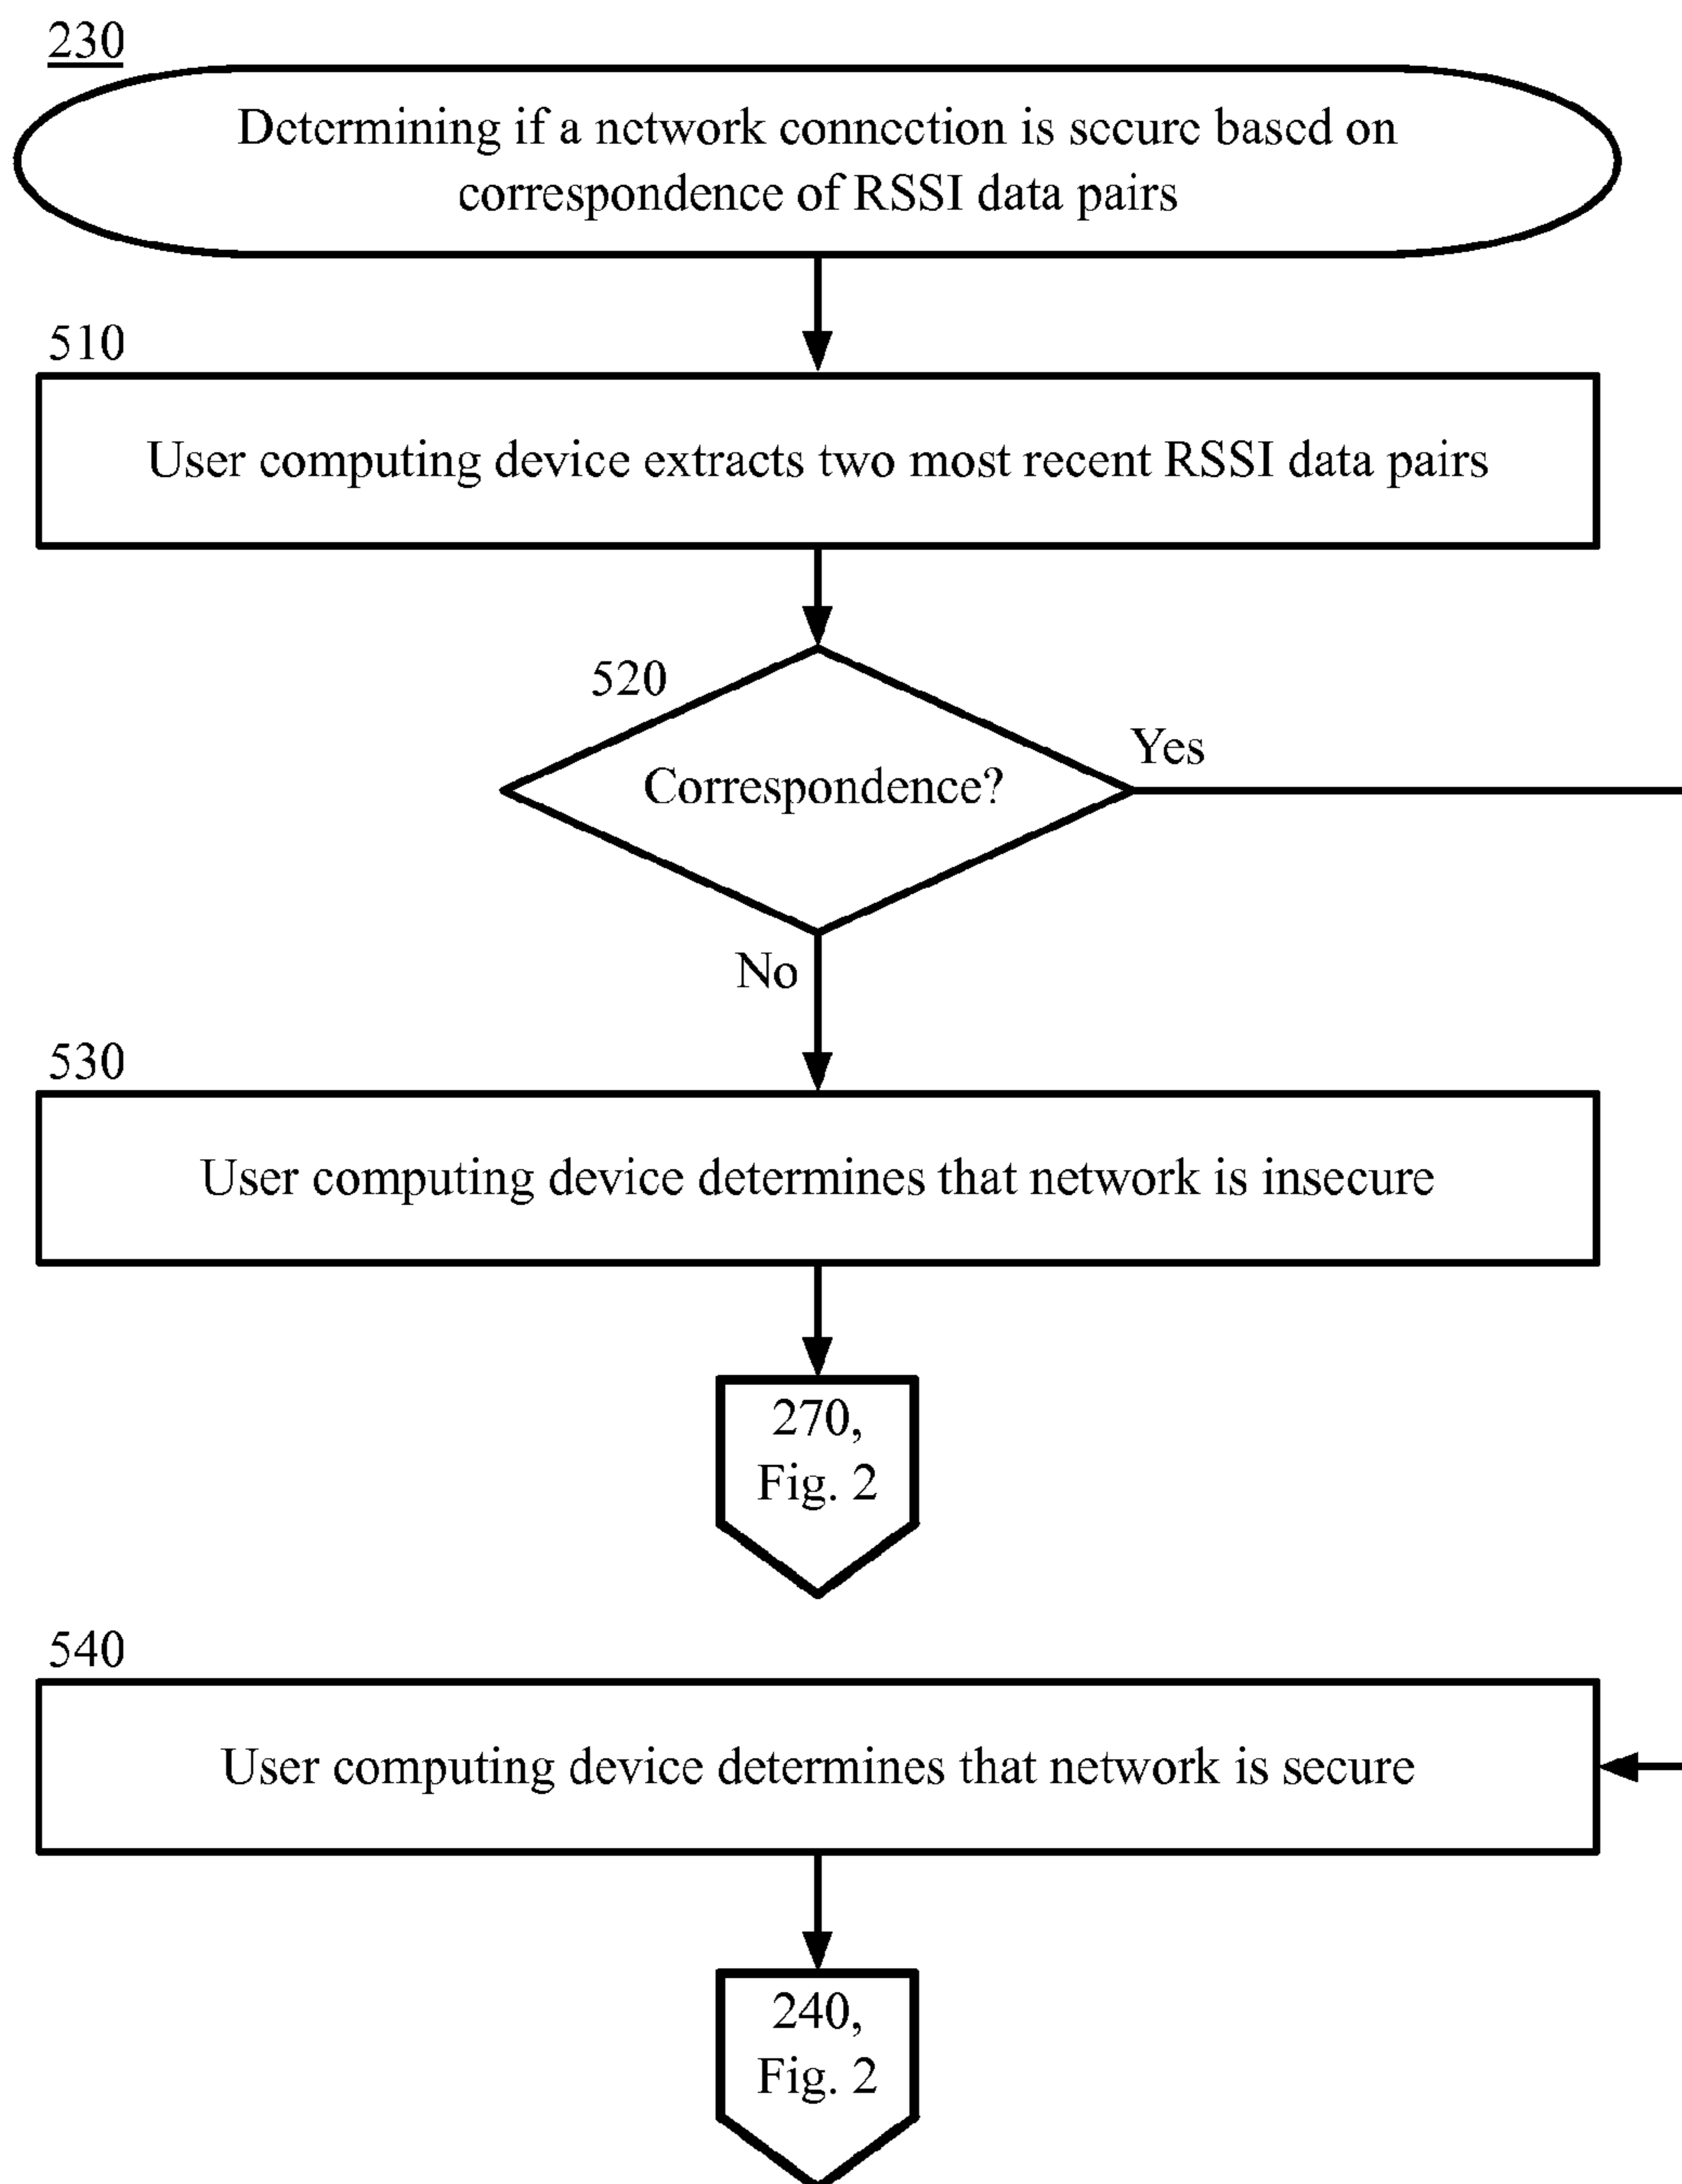 230
Determining if a network connection is secure based on
correspondence of RSSI data pairs
510
User computing device extracts two most recent RSSI data pairs
520
Correspondence?
Yes
No
530
User computing device determines that network is insecure
270,
Fig. 2
540
User computing device determines that network is secure
240,
Fig. 2